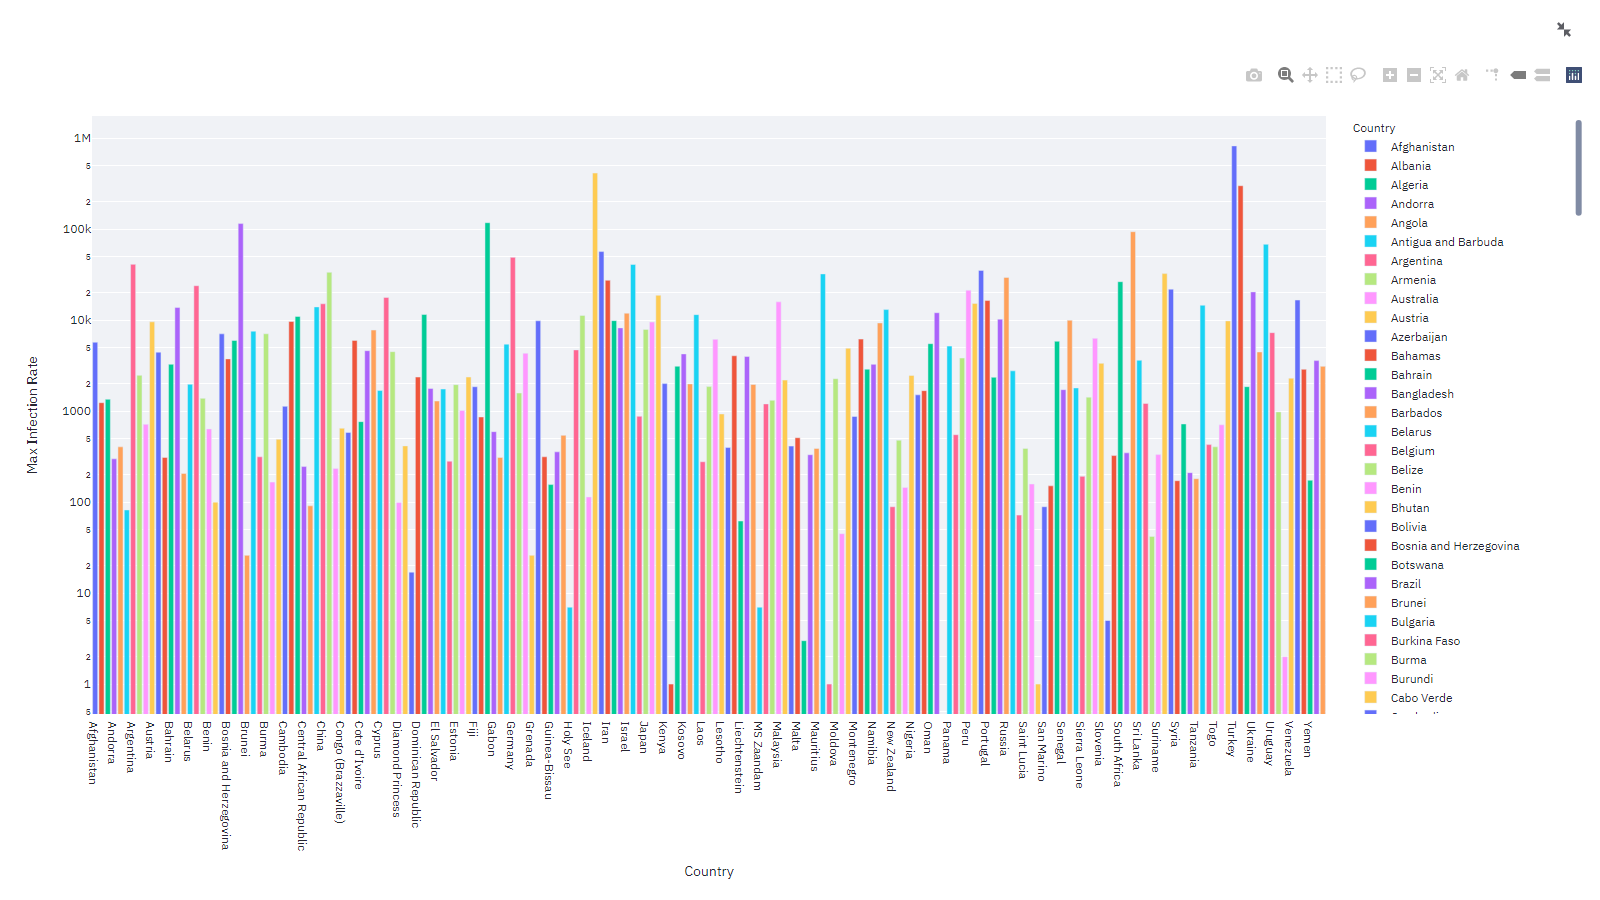 Max Infection Rate
1M
5
2
100k
5
2
10k
5
2
1000
5
2
100
5
2
10
5
2
1
5
Afghanistan
Andorra
Argentina
Austria
Bahrain
Belarus
Benin
Bosnia and Herzegovina
Brunei
Burma
Cambodia
Central African Republic
China
Congo (Brazzaville)
Cote d'Ivoire
Cyprus
Diamond Princess
Dominican Republic
El Salvador
Estonia
Fiji
Gabon
Germany
Grenada
Guinea-Bissau
Holy See
Iceland
Iran
Israel
Japan
Kenya
Kosovo
Laos
Lesotho
Liechtenstein
MS Zaandam
Malaysia
Malta
Mauritius
Moldova
Montenegro
Namibia
New Zealand
Nigeria
Oman
Panama
Peru
Portugal
Russia
Saint Lucia
San Marino
Senegal
Sierra Leone
Slovenia
South Africa
Sri Lanka
Suriname
Syria
Tanzania
Togo
Turkey
Ukraine
Uruguay
Venezuela
Yemen
Country
Country
Afghanistan
Albania
Algeria
Andorra
Angola
Antigua and Barbuda
Argentina
Armenia
Australia
Austria
Azerbaijan
Bahamas
Bahrain
Bangladesh
Barbados
Belarus
Belgium
Belize
Benin
Bhutan
Bolivia
Bosnia and Herzegovina
Botswana
Brazil
Brunei
Bulgaria
Burkina Faso
Burma
Burundi
Cabo Verde